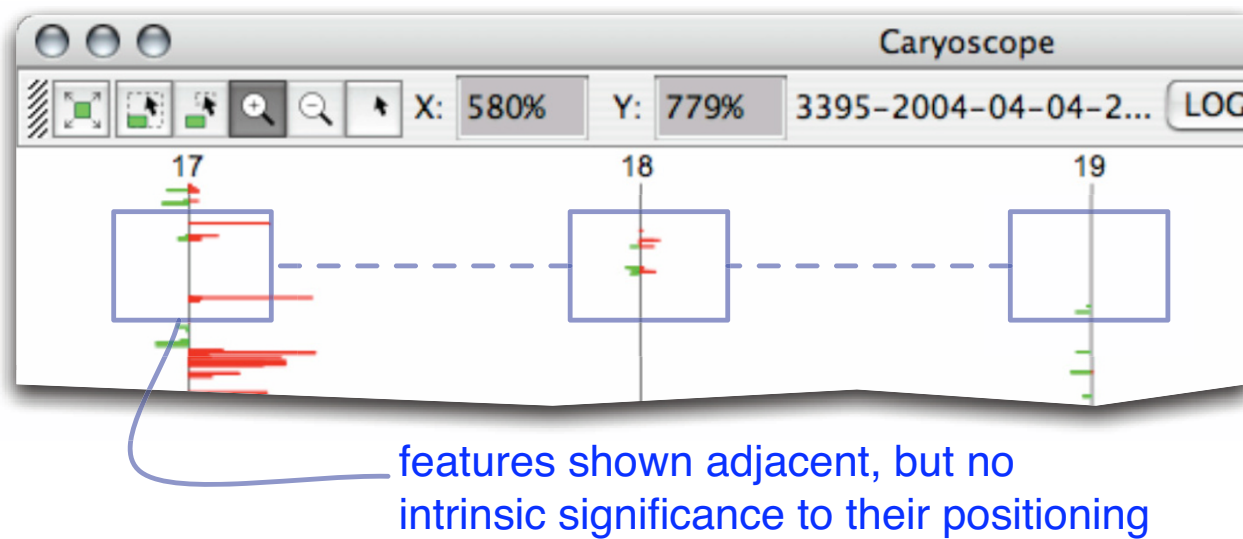 Caryoscope
X: 580% Y: 779% 3395-2004-04-04-2... LOG
17 18 19
features shown adjacent, but no
intrinsic significance to their positioning